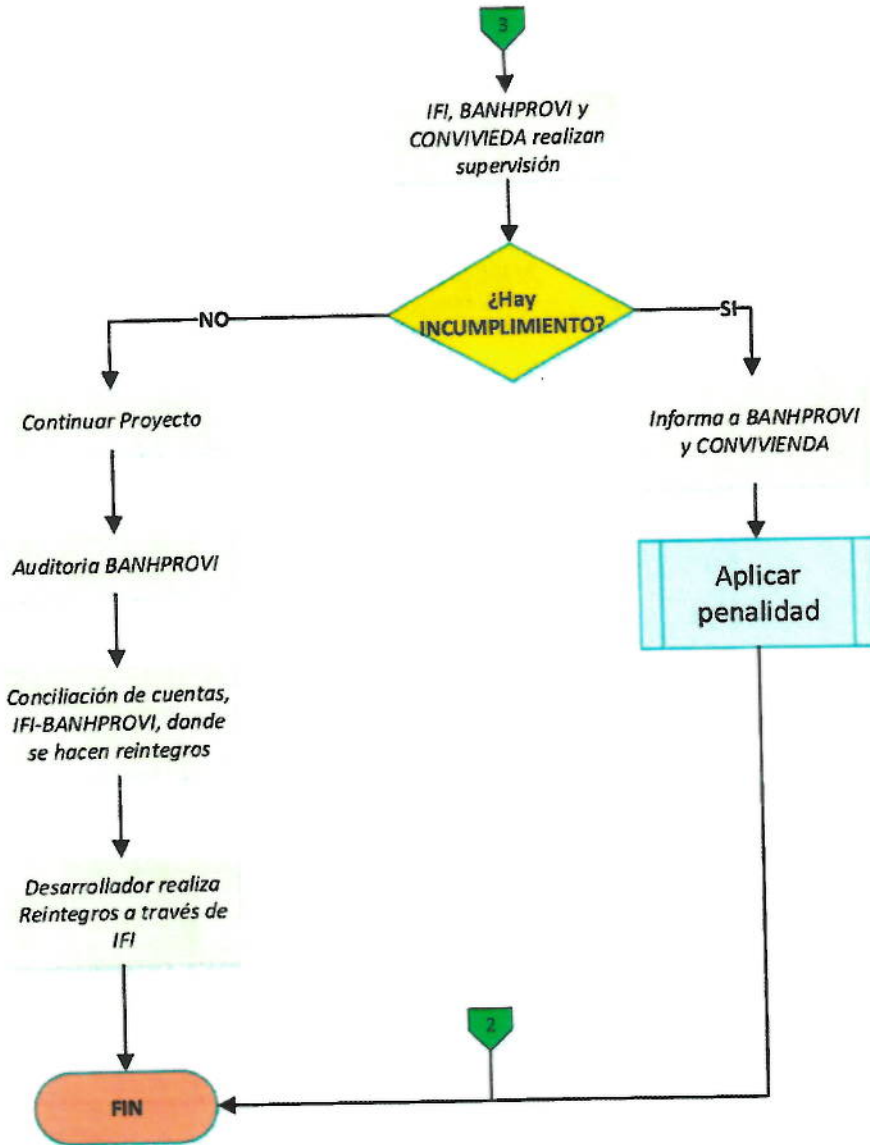 3
IFI, BANHPROVI y
CONVIVIEDA realizan
supervisión
¿Hay
INCUMPLIMIENTO?
NO
SI
Continuar Proyecto
Informa a BANHPROVI
y CONVIVIENDA
Auditoria BANHPROVI
Aplicar
penalidad
Conciliación de cuentas,
IFI-BANHPROVI, donde
se hacen reintegros
Desarrollador realiza
Reintegros a través de
IFI
2
FIN